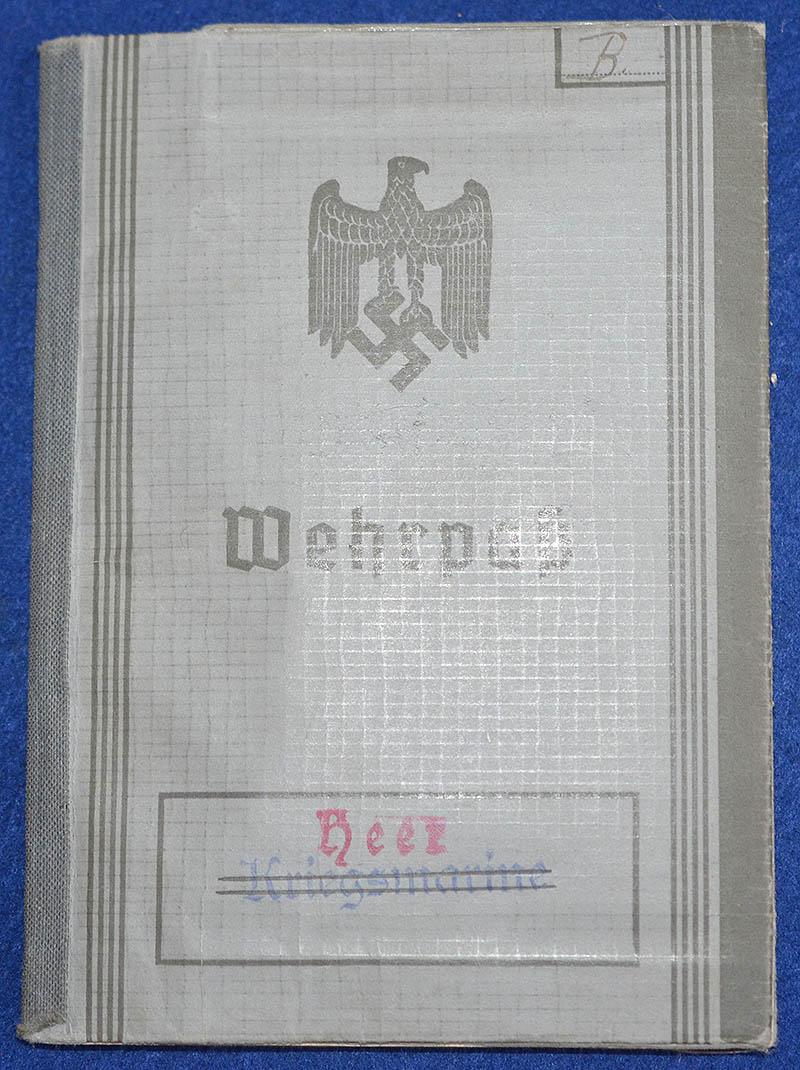 B.
Wehrpaß
Heer
Kriegsmarine